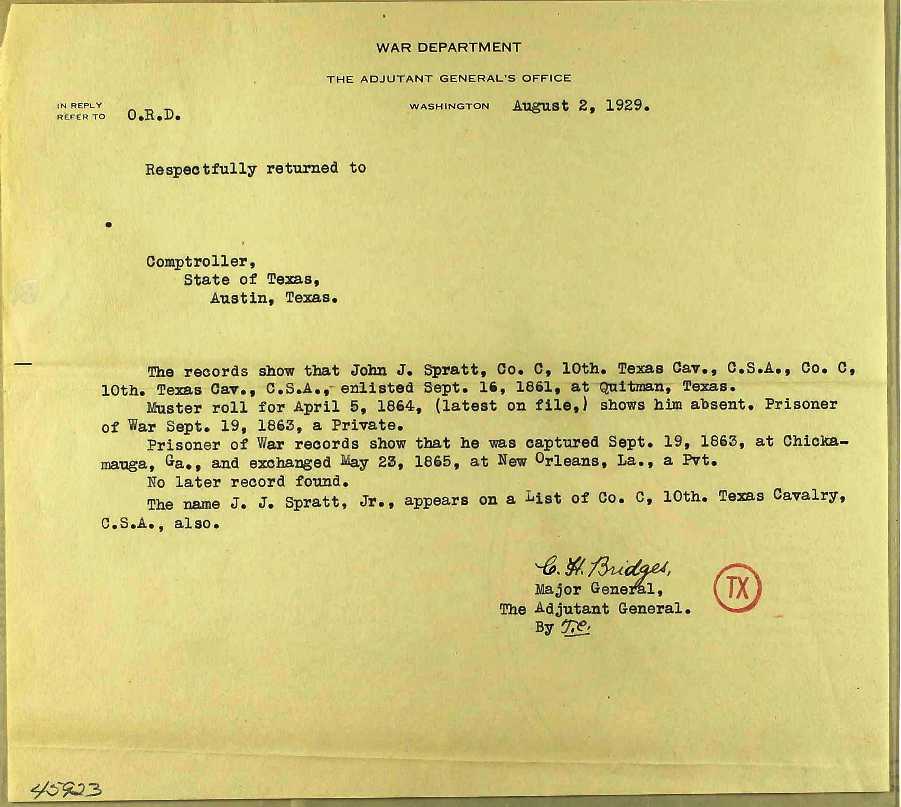 WAR DEPARTMENT
THE ADJUTANT GENERAL'S OFFICE
IN REPLY
REFER TO O.R.D.
WASHINGTON August 2, 1929.
Respectfully returned to
Comptroller,
State of Texas,
Austin, Texas.
The records show that John J. Spratt, Co. C, 10th. Texas Cav., C.S.A., Co. C,
10th. Texas Cav., C.S.A., enlisted Sept. 16, 1861, at Quitman, Texas.
Muster roll for April 5, 1864, (latest on file,) shows him absent. Prisoner
of War Sept. 19, 1863, a Private.
Prisoner of War records show that he was captured Sept. 19, 1863, at Chicka-
mauga, Ga., and exchanged May 23, 1865, at New Orleans, La., a Pvt.
No later record found.
The name J. J. Spratt, Jr., appears on a List of Co. C, 10th. Texas Cavalry,
C.S.A., also.
C. H. Bridges,
Major General,
The Adjutant General.
By T.C.
TX
45923